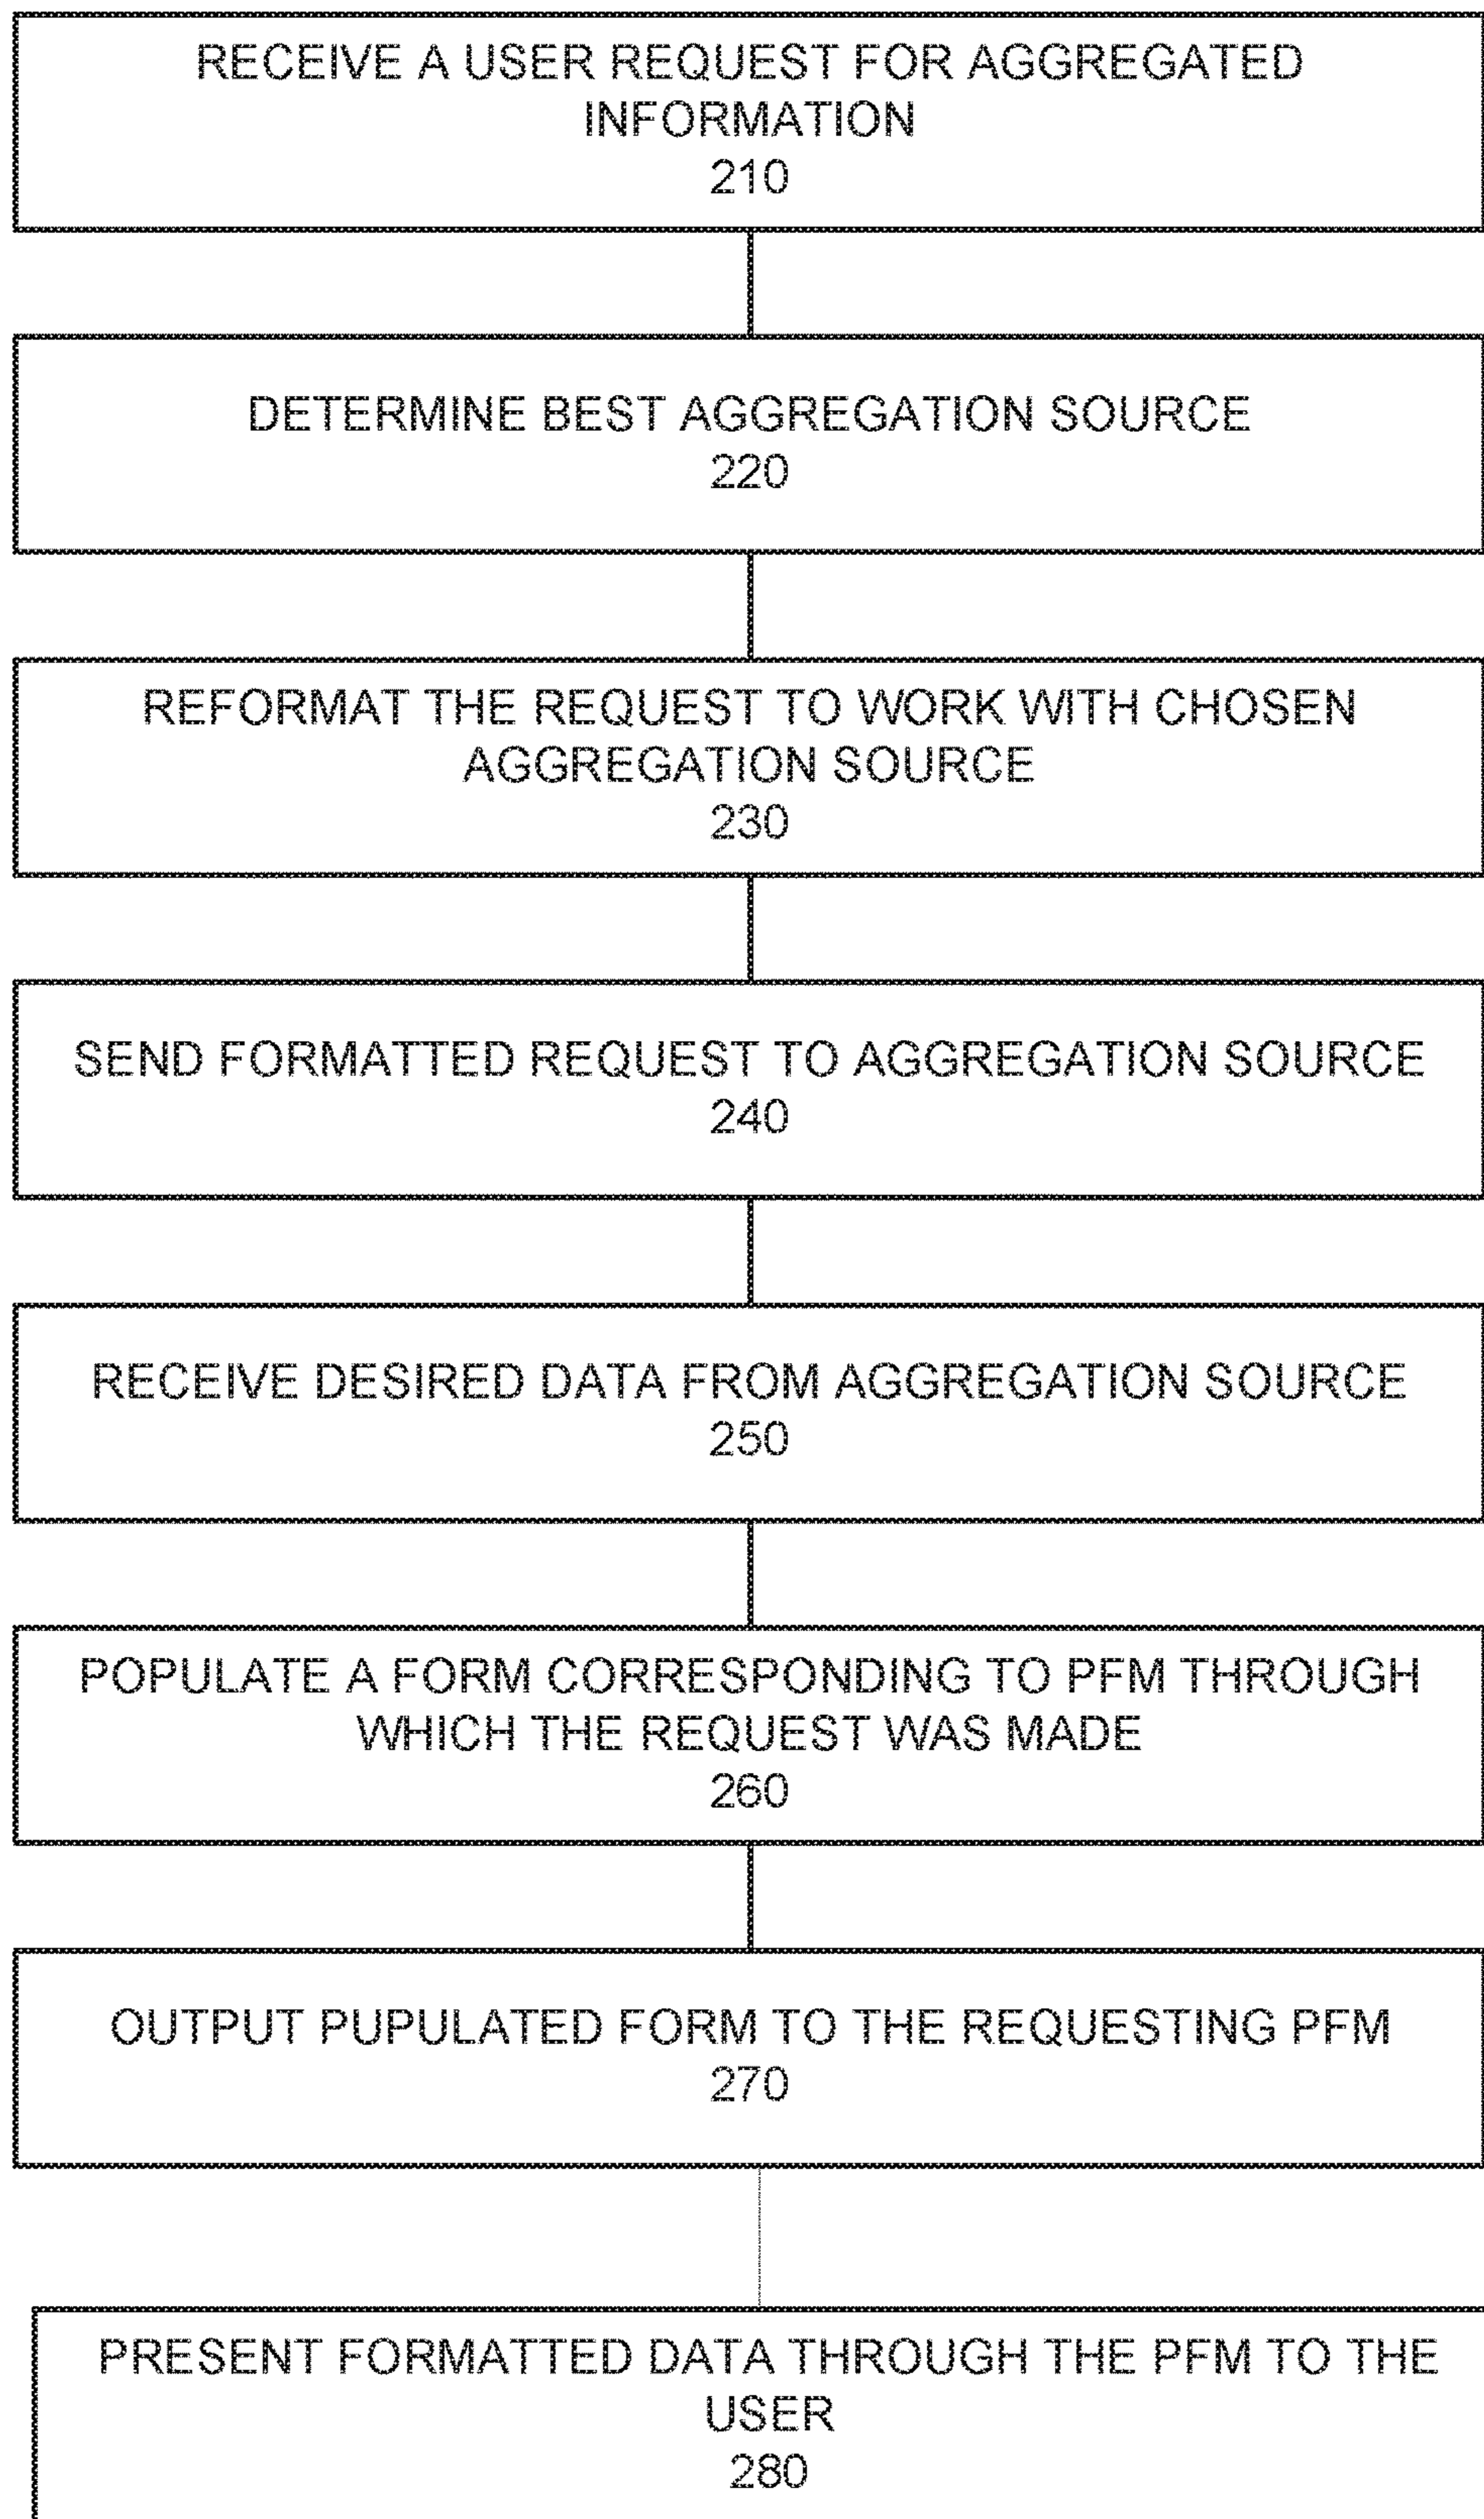 RECEIVE A USER REQUEST FOR AGGREGATED
INFORMATION
210
DETERMINE BEST AGGREGATION SOURCE
220
REFORMAT THE REQUEST TO WORK WITH CHOSEN
AGGREGATION SOURCE
230
SEND FORMATTED REQUEST TO AGGREGATION SOURCE
240
RECEIVE DESIRED DATA FROM AGGREGATION SOURCE
250
POPULATE A FORM CORRESPONDING TO PFM THROUGH
WHICH THE REQUEST WAS MADE
260
OUTPUT PUPULATED FORM TO THE REQUESTING PFM
270
PRESENT FORMATTED DATA THROUGH THE PFM TO THE
USER
280